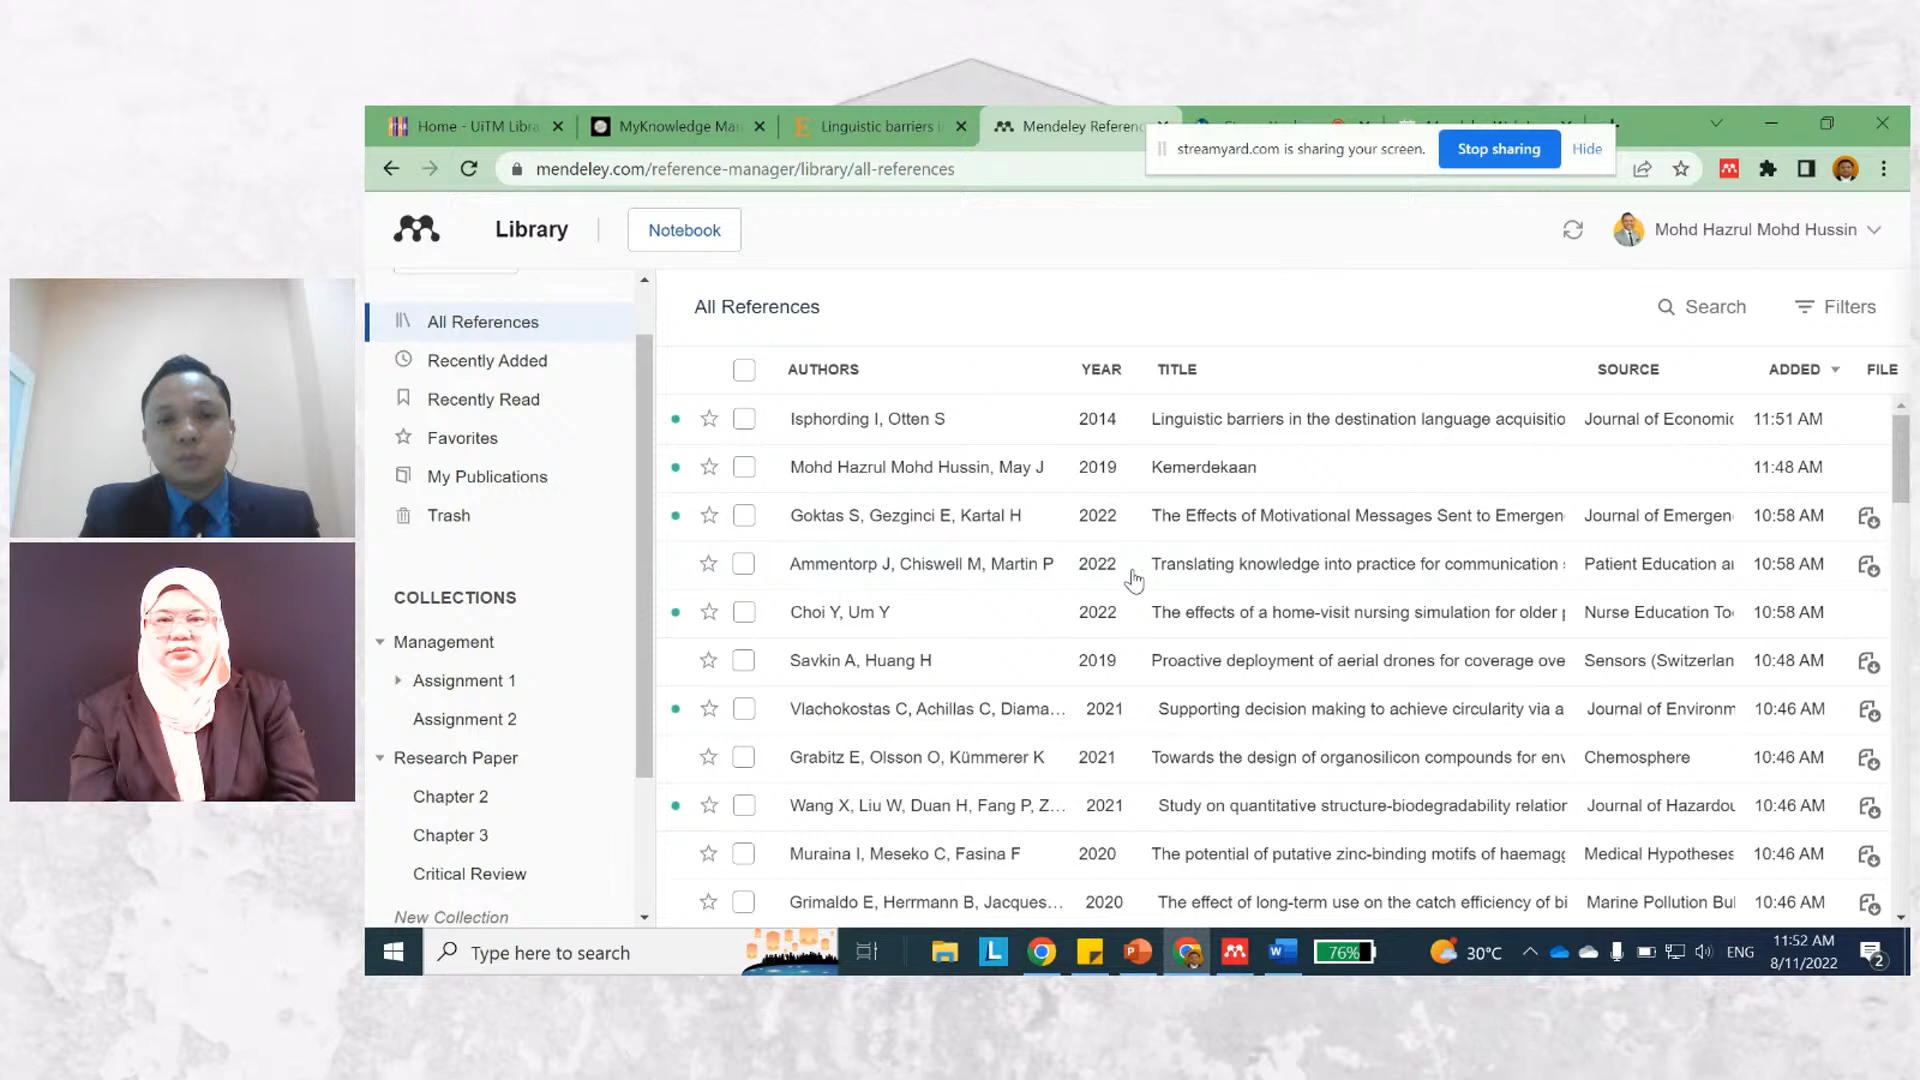 Home - UiTM Libra
MyKnowledge Man
Linguistic barriers i
Mendeley Referenc
streamyard.com is sharing your screen.
Stop sharing
Hide
mendeley.com/reference-manager/library/all-references
Library
Notebook
Mohd Hazrul Mohd Hussin
All References
Recently Added
Recently Read
Favorites
My Publications
Trash
COLLECTIONS
Management
Assignment 1
Assignment 2
Research Paper
Chapter 2
Chapter 3
Critical Review
New Collection
All References
Search
Filters
AUTHORS YEAR TITLE SOURCE ADDED FILE
Isphording I, Otten S 2014 Linguistic barriers in the destination language acquisitio Journal of Economic 11:51 AM
Mohd Hazrul Mohd Hussin, May J 2019 Kemerdekaan 11:48 AM
Goktas S, Gezginci E, Kartal H 2022 The Effects of Motivational Messages Sent to Emergen Journal of Emergen 10:58 AM
Ammentorp J, Chiswell M, Martin P 2022 Translating knowledge into practice for communication Patient Education a 10:58 AM
Choi Y, Um Y 2022 The effects of a home-visit nursing simulation for older Nurse Education To 10:58 AM
Savkin A, Huang H 2019 Proactive deployment of aerial drones for coverage ove Sensors (Switzerlan 10:48 AM
Vlachokostas C, Achillas C, Diama... 2021 Supporting decision making to achieve circularity via a Journal of Environm 10:46 AM
Grabitz E, Olsson O, Kümmerer K 2021 Towards the design of organosilicon compounds for env Chemosphere 10:46 AM
Wang X, Liu W, Duan H, Fang P, Z... 2021 Study on quantitative structure-biodegradability relation Journal of Hazardou 10:46 AM
Muraina I, Meseko C, Fasina F 2020 The potential of putative zinc-binding motifs of haemagg Medical Hypotheses 10:46 AM
Grimaldo E, Herrmann B, Jacques... 2020 The effect of long-term use on the catch efficiency of bi Marine Pollution Bul 10:46 AM
Type here to search
76%
30°C
ENG
11:52 AM
8/11/2022
2